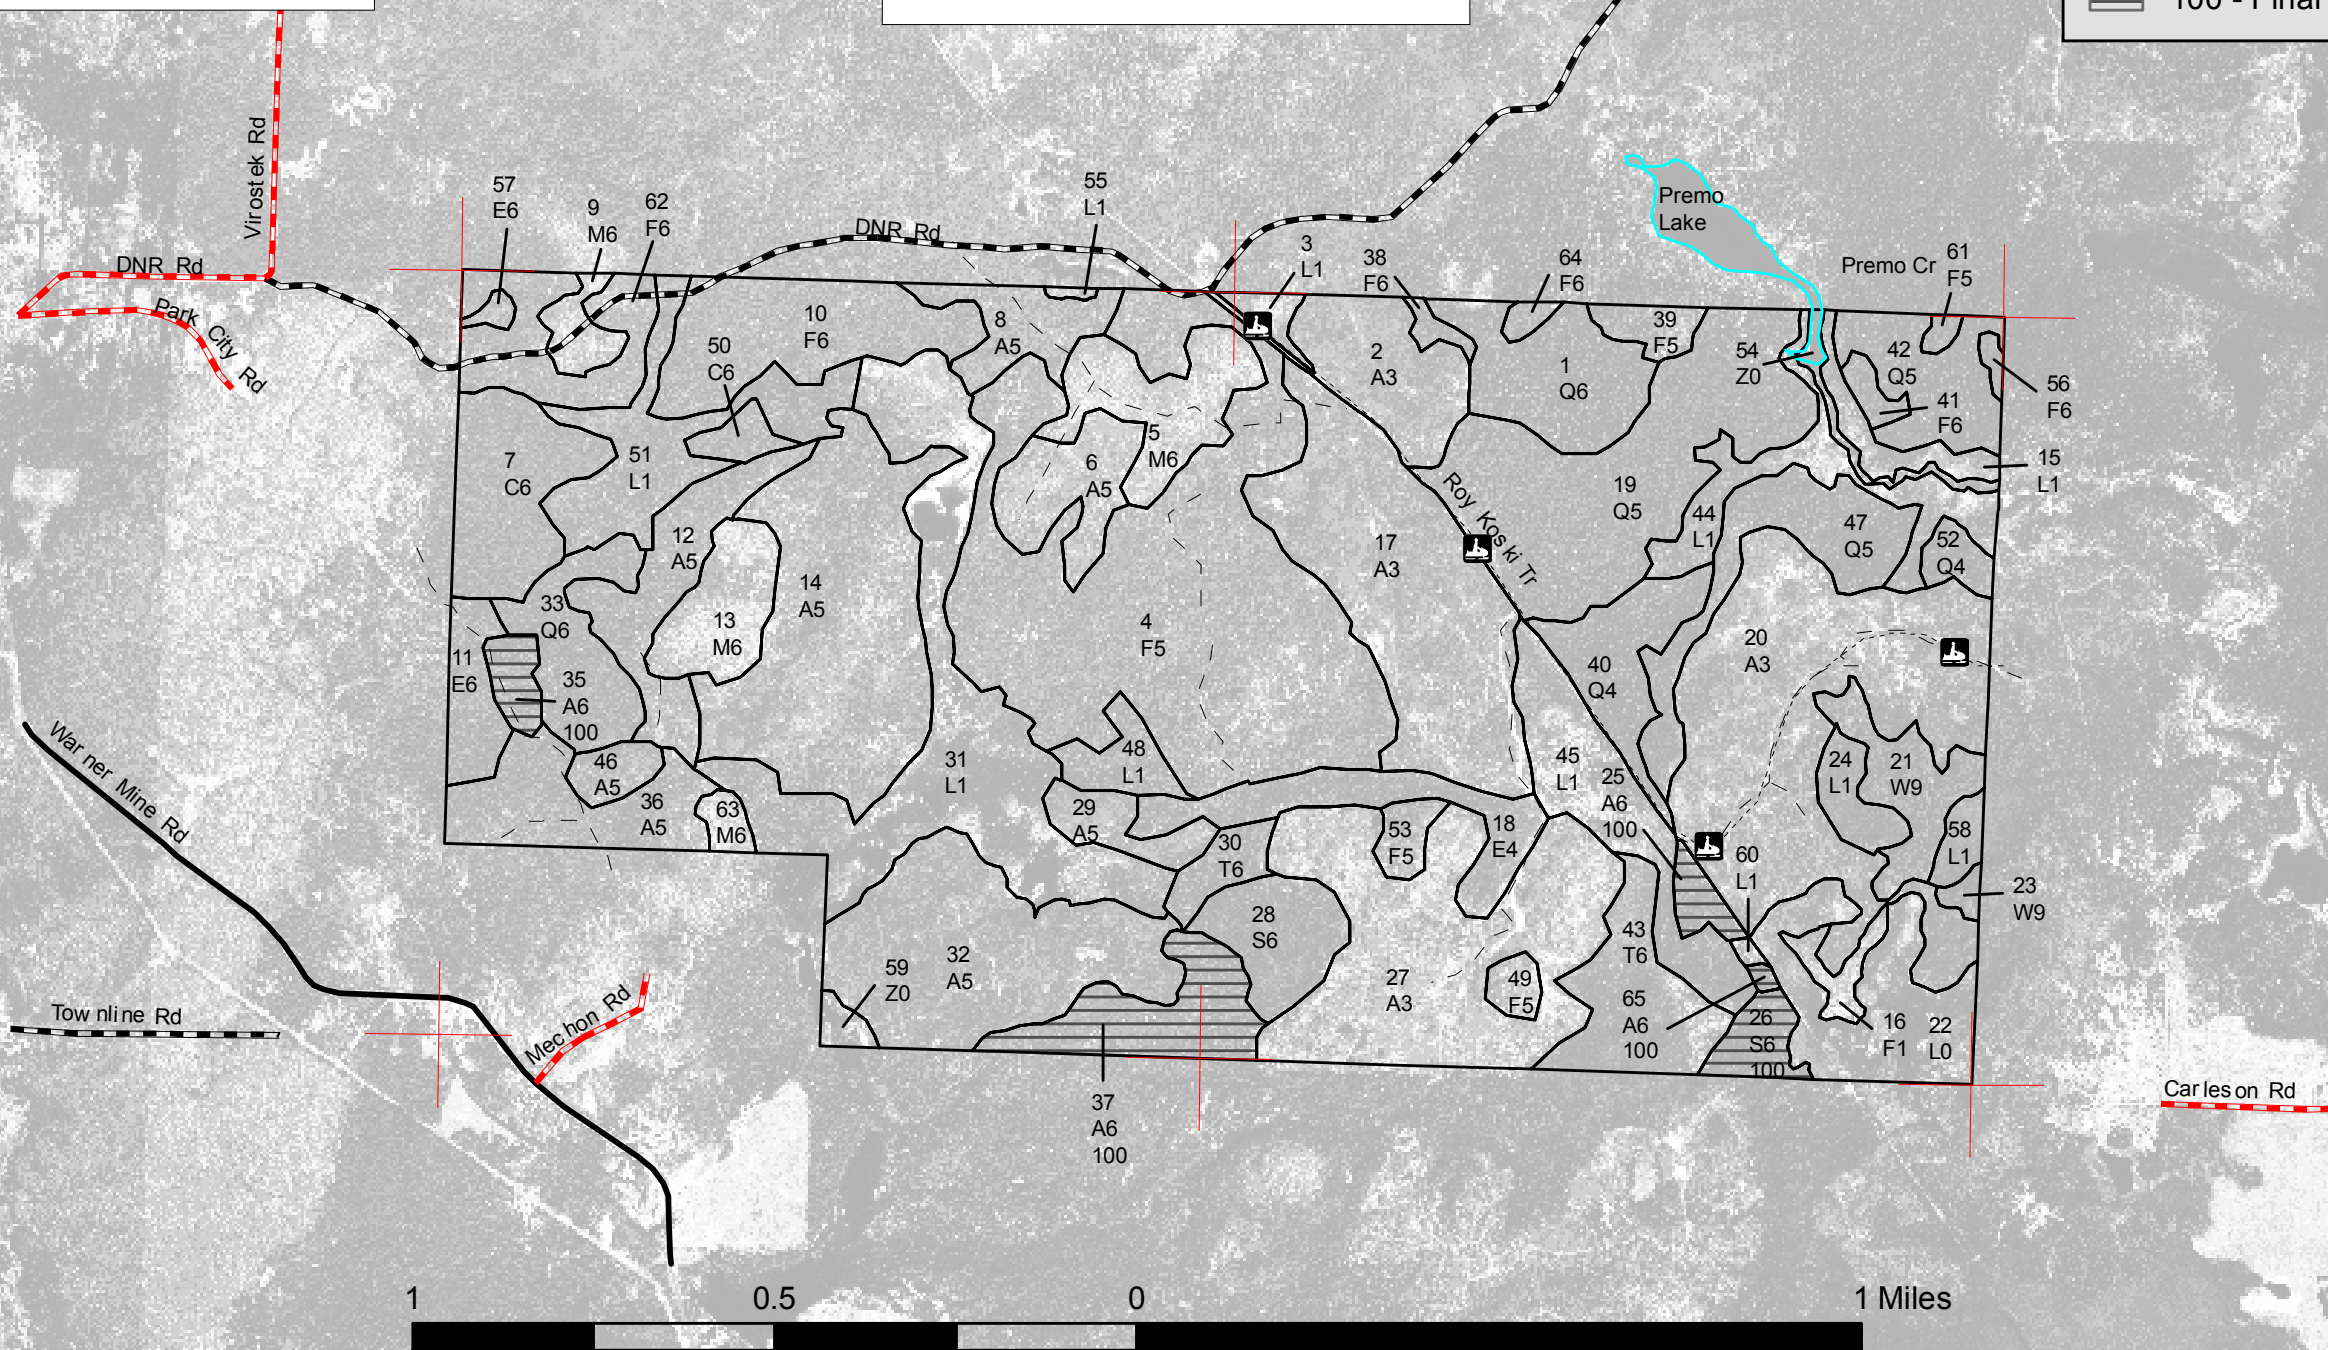 100 - Final
Virostek Rd
DNR Rd
Park City Rd
57
E6
9
M6
62
F6
DNR Rd
55
L1
3
L1
38
F6
64
F6
Premo
Lake
Premo Cr
61
F5
10
F6
8
A5
50
C6
2
A3
1
Q6
39
F5
54
Z0
42
Q5
41
F6
56
F6
15
L1
7
C6
51
L1
5
M6
6
A5
Roy Koski Tr
19
Q5
44
L1
47
Q5
52
Q4
12
A5
14
A5
13
M6
17
A3
33
Q6
11
E6
35
A6
100
4
F5
20
A3
40
Q4
46
A5
36
A5
63
M6
31
L1
48
L1
29
A5
45
L1
25
A6
100
24
L1
21
W9
58
L1
30
T6
53
F5
18
E4
60
L1
23
W9
28
S6
43
T6
32
A5
59
Z0
27
A3
49
F5
65
A6
100
26
S6
100
16
F1
22
L0
37
A6
100
Warner Mine Rd
Townline Rd
Mechon Rd
Carleson Rd
1
0.5
0
1 Miles